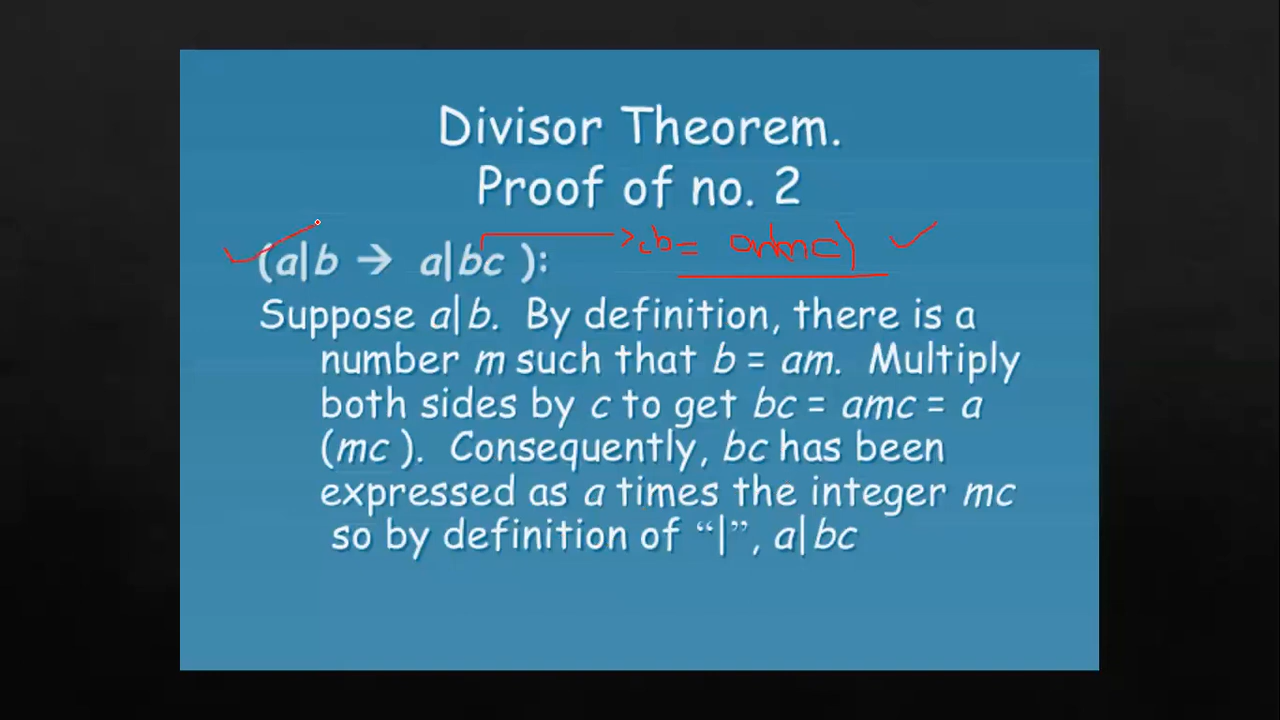 Divisor Theorem.
Proof of no. 2
(a|b → a|bc ):
cb =
Suppose a|b. By definition, there is a
number m such that b = am. Multiply
both sides by c to get bc = amc = a
(mc ). Consequently, bc has been
expressed as a times the integer mc
so by definition of “|”, a|bc